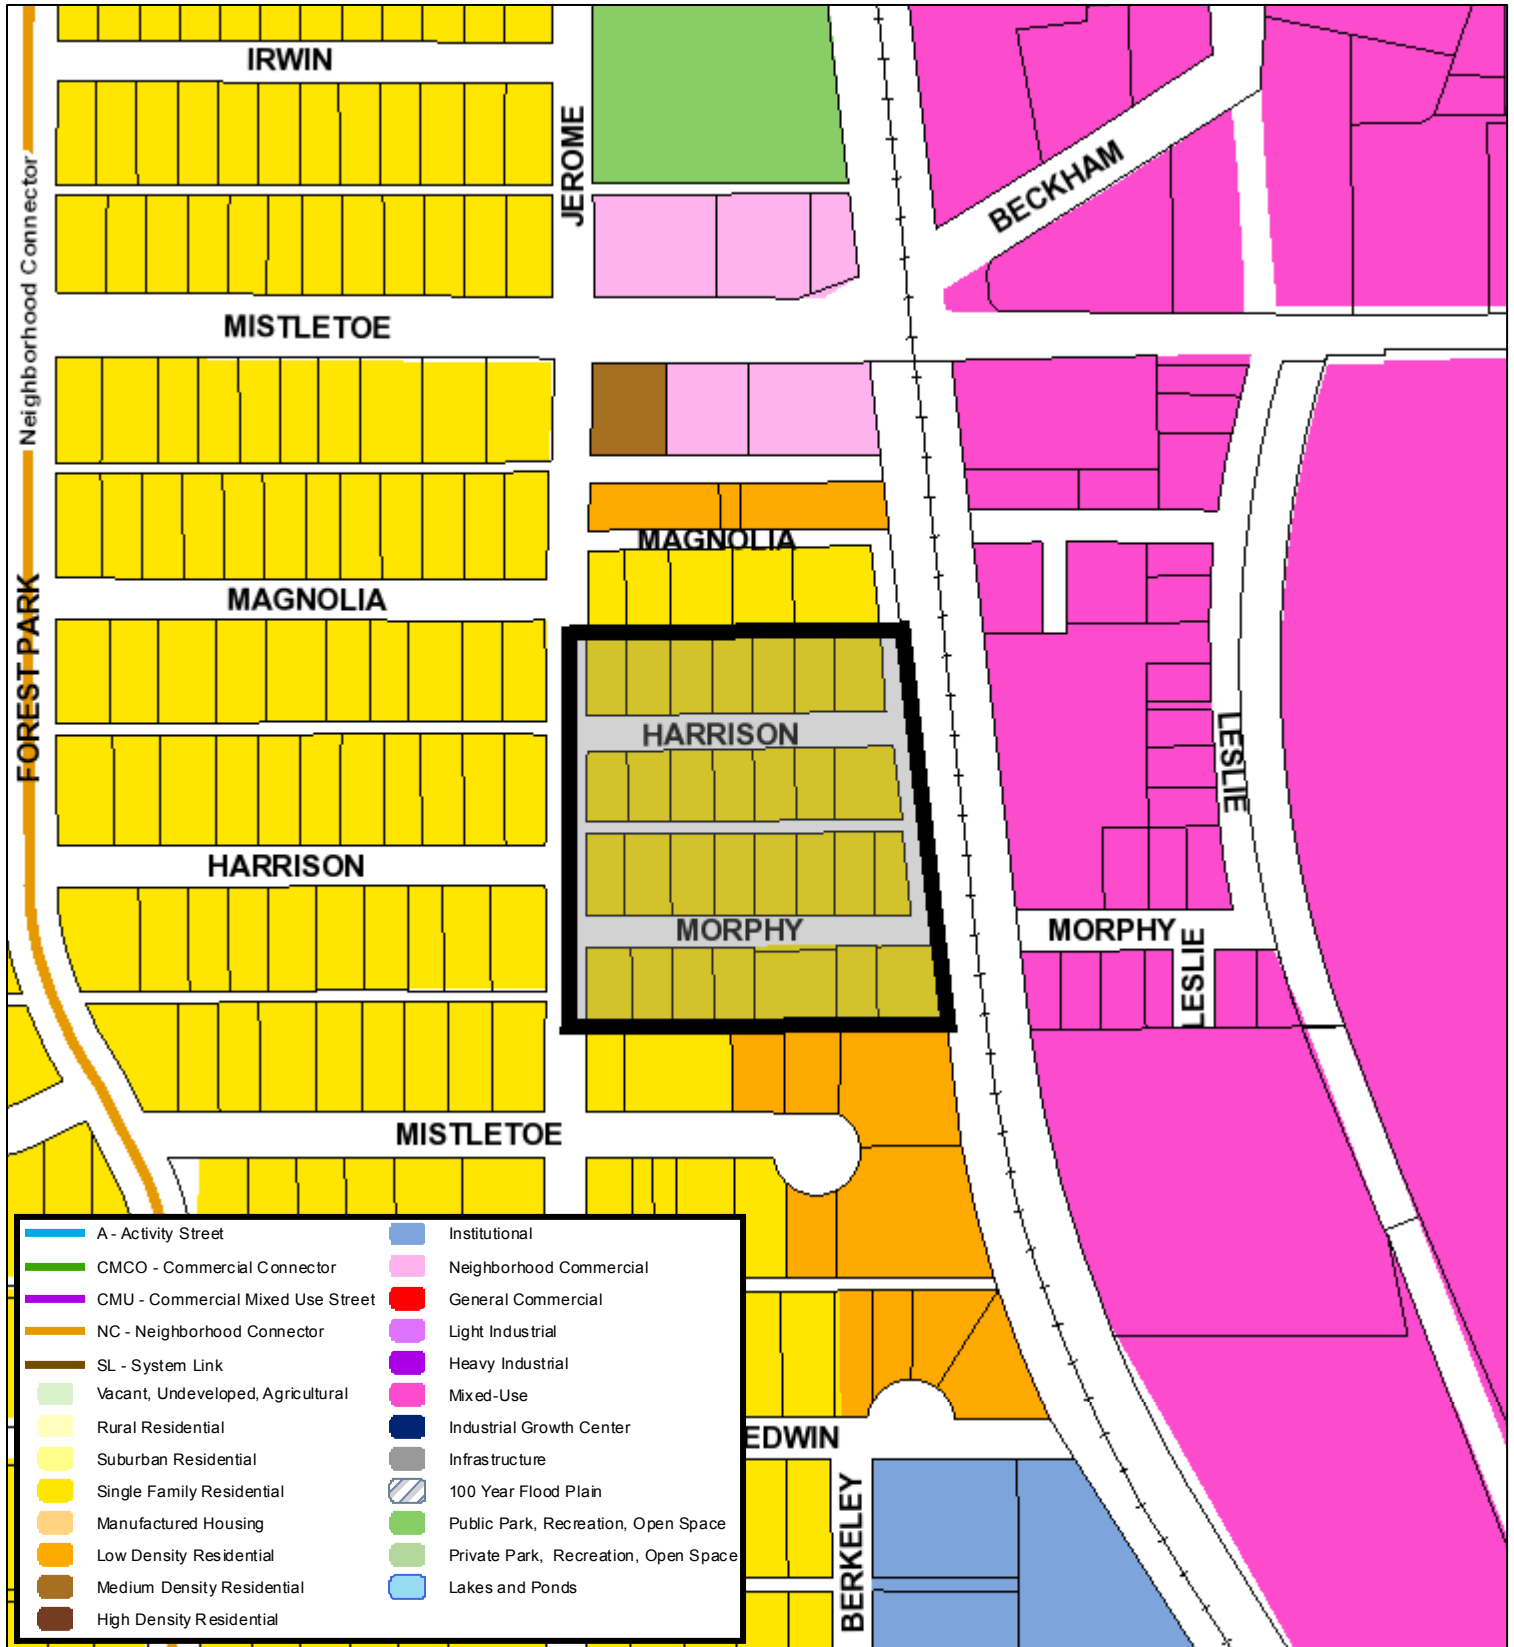 IRWIN
JEROME
BECKHAM
Neighborhood Connector
MISTLETOE
MAGNOLIA
MAGNOLIA
FOREST PARK
HARRISON
LESLIE
HARRISON
MORPHY
MORPHY
LESLIE
MISTLETOE
EDWIN
BERKELEY
A - Activity Street
CMCO - Commercial Connector
CMU - Commercial Mixed Use Street
NC - Neighborhood Connector
SL - System Link
Vacant, Undeveloped, Agricultural
Rural Residential
Suburban Residential
Single Family Residential
Manufactured Housing
Low Density Residential
Medium Density Residential
High Density Residential
Institutional
Neighborhood Commercial
General Commercial
Light Industrial
Heavy Industrial
Mixed-Use
Industrial Growth Center
Infrastructure
100 Year Flood Plain
Public Park, Recreation, Open Space
Private Park, Recreation, Open Space
Lakes and Ponds